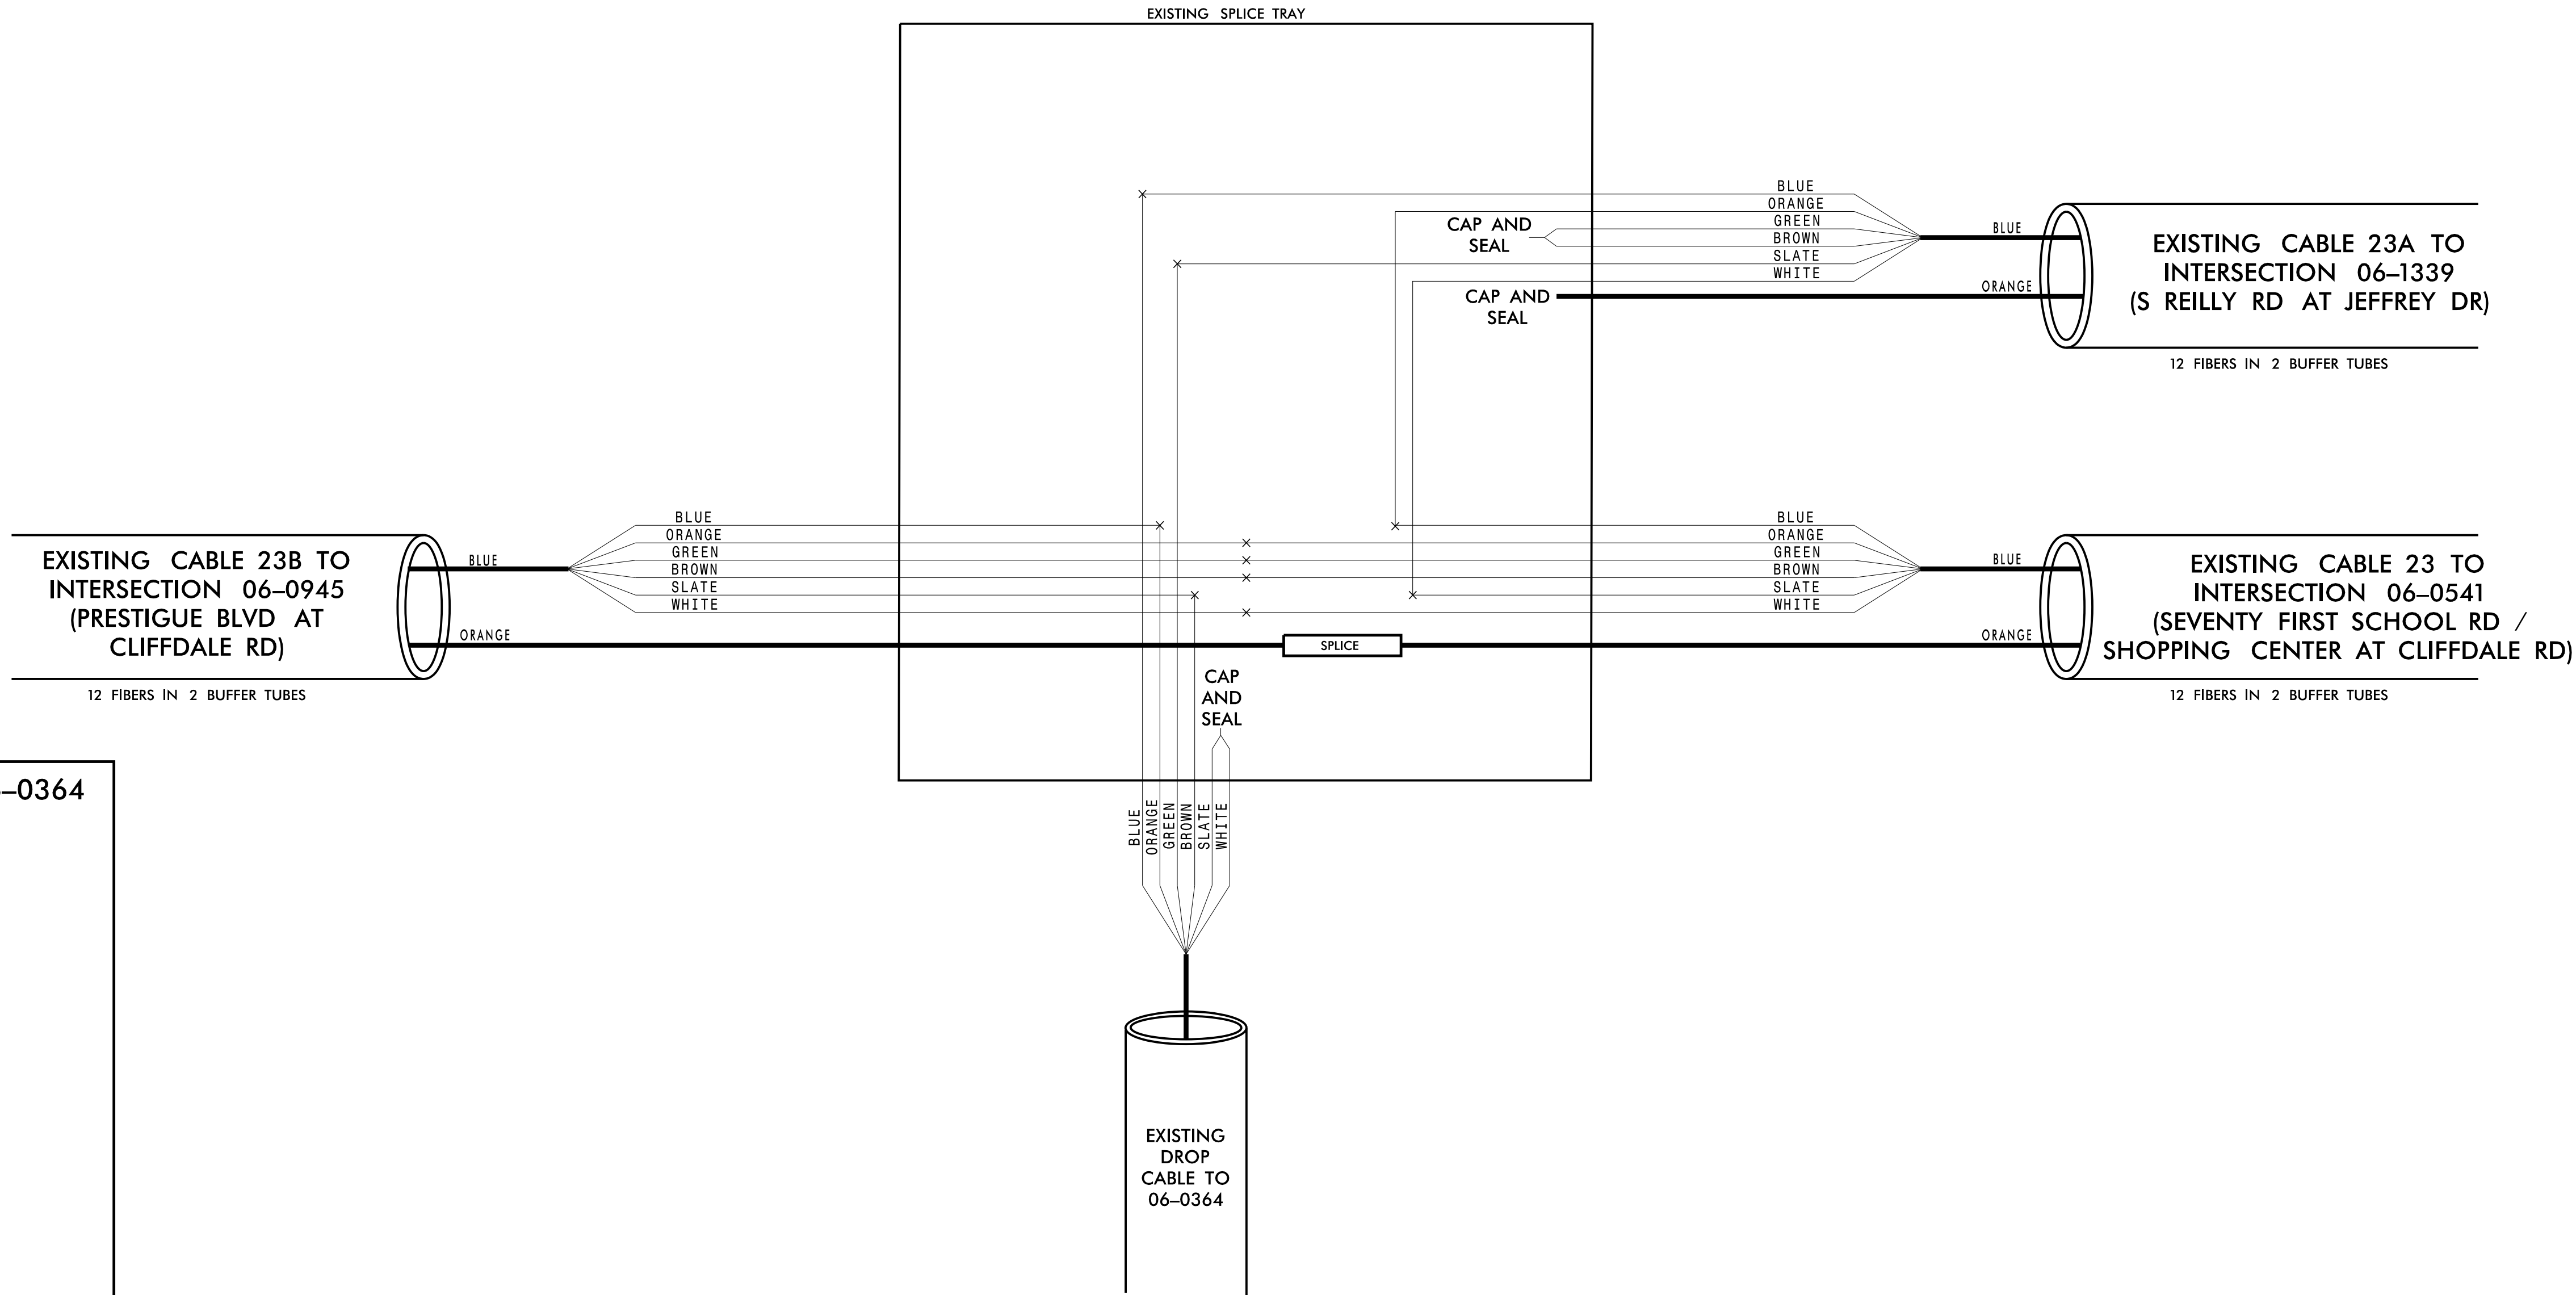 EXISTING SPLICE TRAY
BLUE
ORANGE
GREEN
BROWN
SLATE
WHITE
CAP AND
SEAL
CAP AND
SEAL
BLUE
ORANGE
EXISTING CABLE 23A TO
INTERSECTION 06–1339
(S REILLY RD AT JEFFREY DR)
12 FIBERS IN 2 BUFFER TUBES
EXISTING CABLE 23B TO
INTERSECTION 06–0945
(PRESTIGUE BLVD AT
CLIFFDALE RD)
12 FIBERS IN 2 BUFFER TUBES
BLUE
ORANGE
BLUE
ORANGE
GREEN
BROWN
SLATE
WHITE
SPLICE
BLUE
ORANGE
GREEN
BROWN
SLATE
WHITE
BLUE
ORANGE
EXISTING CABLE 23 TO
INTERSECTION 06–0541
(SEVENTY FIRST SCHOOL RD /
SHOPPING CENTER AT CLIFFDALE RD)
12 FIBERS IN 2 BUFFER TUBES
CAP
AND
SEAL
–0364
BLUE
ORANGE
GREEN
BROWN
SLATE
WHITE
EXISTING
DROP
CABLE TO
06–0364